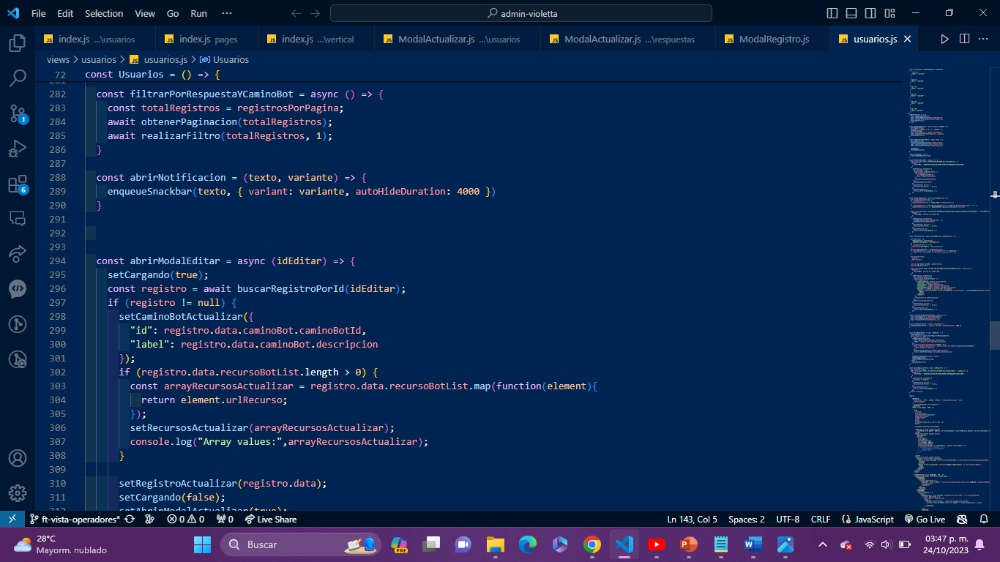 File Edit Selection View Go Run ··· admin-violetta
index.js ...\usuarios index.js pages index.js ...\vertical ModalActualizar.js ...\usuarios ModalActualizar.js ...\respuestas ModalRegistro.js usuarios.js
views > usuarios > usuarios.js > Usuarios
72 const Usuarios = () => {
282 const filtrarPorRespuestaYCaminoBot = async () => {
283 const totalRegistros = registrosPorPagina;
284 await obtenerPaginacion(totalRegistros);
285 await realizarFiltro(totalRegistros, 1);
286 }
287
288 const abrirNotificacion = (texto, variante) => {
289 enqueueSnackbar(texto, { variant: variante, autoHideDuration: 4000 })
290 }
291
292
293
294 const abrirModalEditar = async (idEditar) => {
295 setCargando(true);
296 const registro = await buscarRegistroPorId(idEditar);
297 if (registro != null) {
298 setCaminoBotActualizar({
299 "id": registro.data.caminoBot.caminoBotId,
300 "label": registro.data.caminoBot.descripcion
301 });
302 if (registro.data.recursoBotList.length > 0) {
303 const arrayRecursosActualizar = registro.data.recursoBotList.map(function(element){
304 return element.urlRecurso;
305 });
306 setRecursosActualizar(arrayRecursosActualizar);
307 console.log("Array values:",arrayRecursosActualizar);
308 }
309
310 setRegistroActualizar(registro.data);
311 setCargando(false);
312 setAbrirModalActualizar(true);
1
6
ft-vista-operadores* 0 0 0 Live Share Ln 143, Col 5 Spaces: 2 UTF-8 CRLF JavaScript Go Live
28°C
Mayorm. nublado
Buscar
PRE
03:47 p. m.
24/10/2023